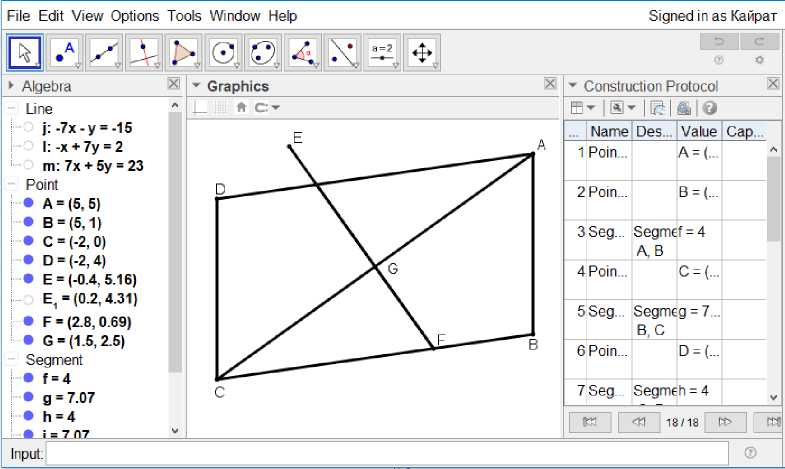 File Edit View Options Tools Window Help Signed in as Кайрат
A α a=2
Algebra Graphics Construction Protocol
Line
j: -7x - y = -15
l: -x + 7y = 2
m: 7x + 5y = 23
Point
A = (5, 5)
B = (5, 1)
C = (-2, 0)
D = (-2, 4)
E = (-0.4, 5.16)
E₁ = (0.2, 4.31)
F = (2.8, 0.69)
G = (1.5, 2.5)
Segment
f = 4
g = 7.07
h = 4
i = 7.07
E
A
D
G
F
B
C
... Name Des... Value Cap...
1 Poin... A = (...
2 Poin... B = (...
3 Seg... Segme f = 4
A, B
4 Poin... C = (...
5 Seg... Segme g = 7...
B, C
6 Poin... D = (...
7 Seg... Segme h = 4
18 / 18
Input: